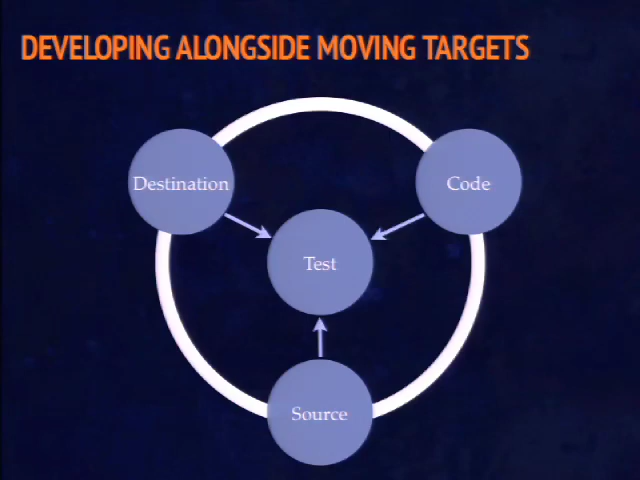 DEVELOPING ALONGSIDE MOVING TARGETS
Destination
Code
Test
Source